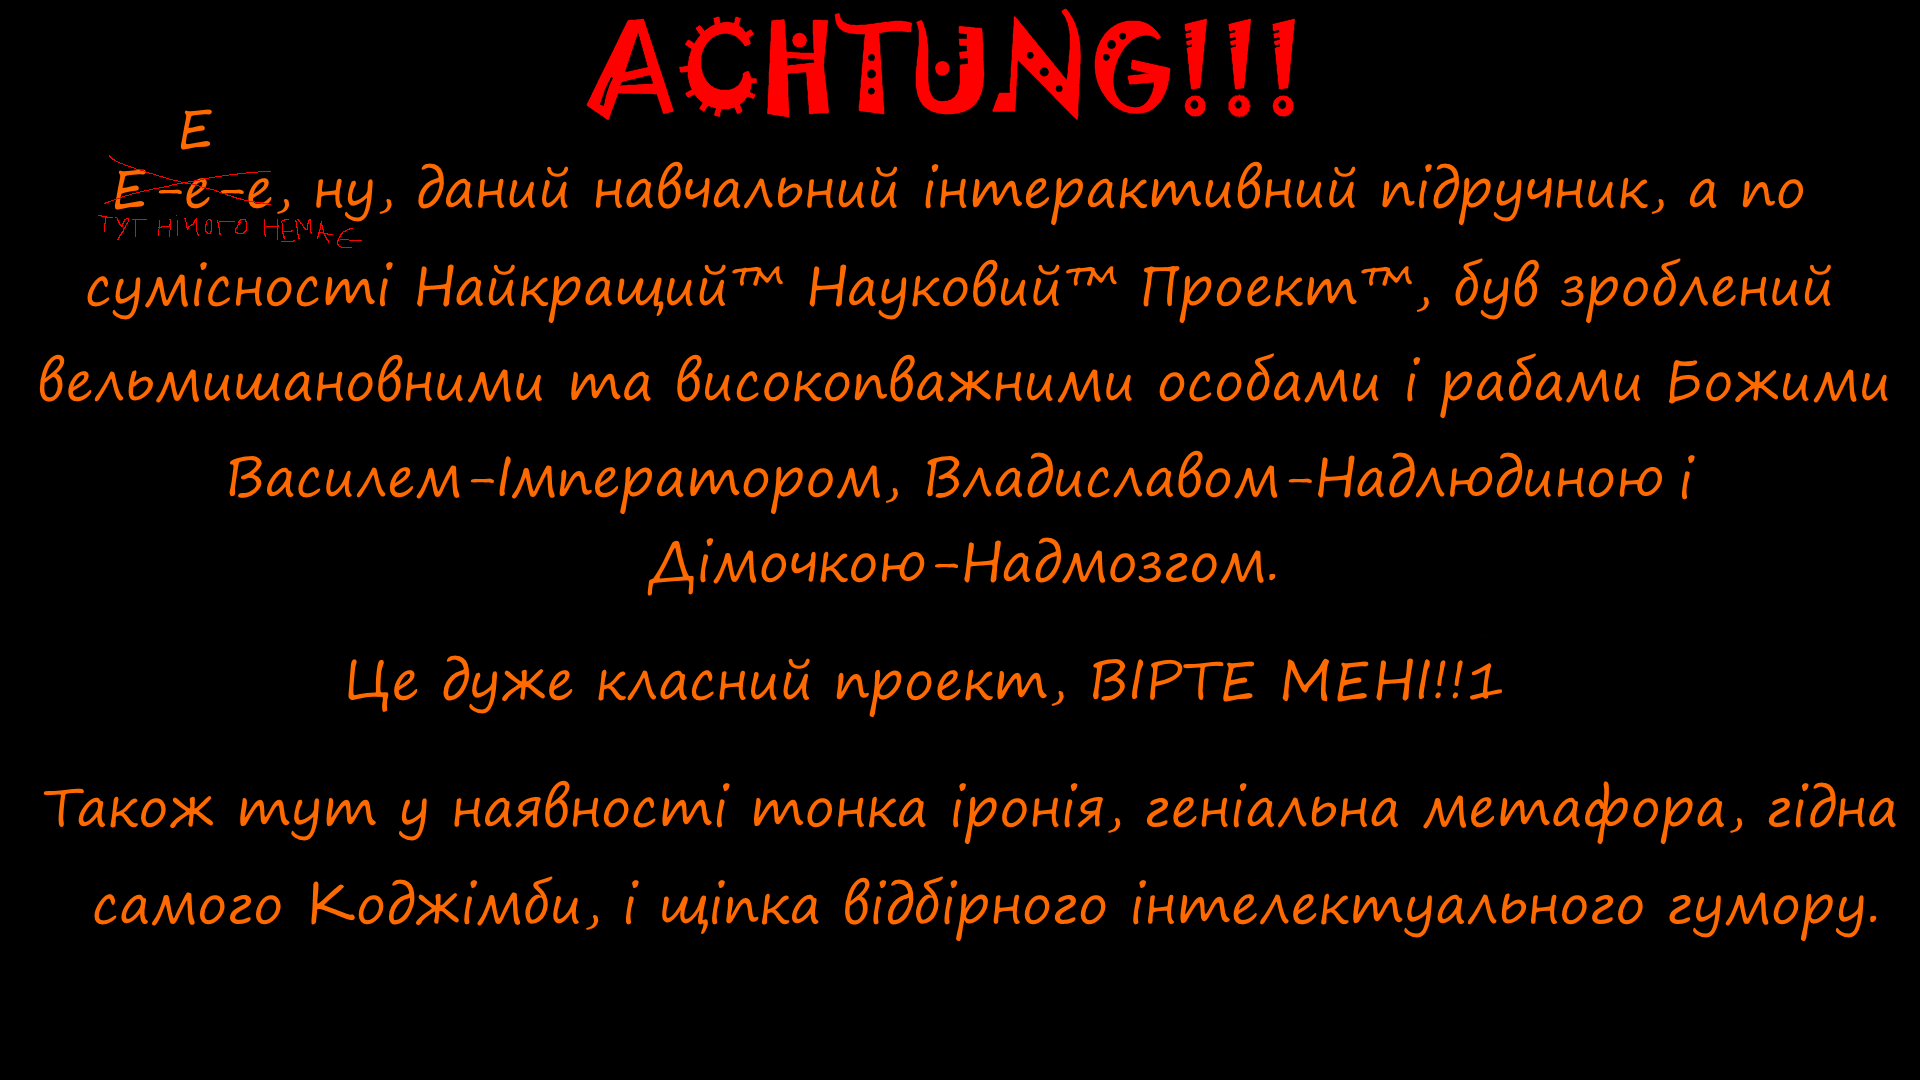 ACHTUNG!!!
Е
Е-е-е, ну, даний навчальний інтерактивний підручник, а по
ТУТ НІМОГО НЕМАЄ
сумісності Найкращий™ Науковий™ Проект™, був зроблений
вельмишановними та високопважними особами і рабами Божими
Василем-Імператором, Владиславом-Надлюдиною і
Дімочкою-Надмозгом.
Це дуже класний проект, ВІРТЕ МЕНІ!!1
Також тут у наявності тонка іронія, геніальна метафора, гідна
самого Коджімби, і щіпка відбірного інтелектуального гумору.